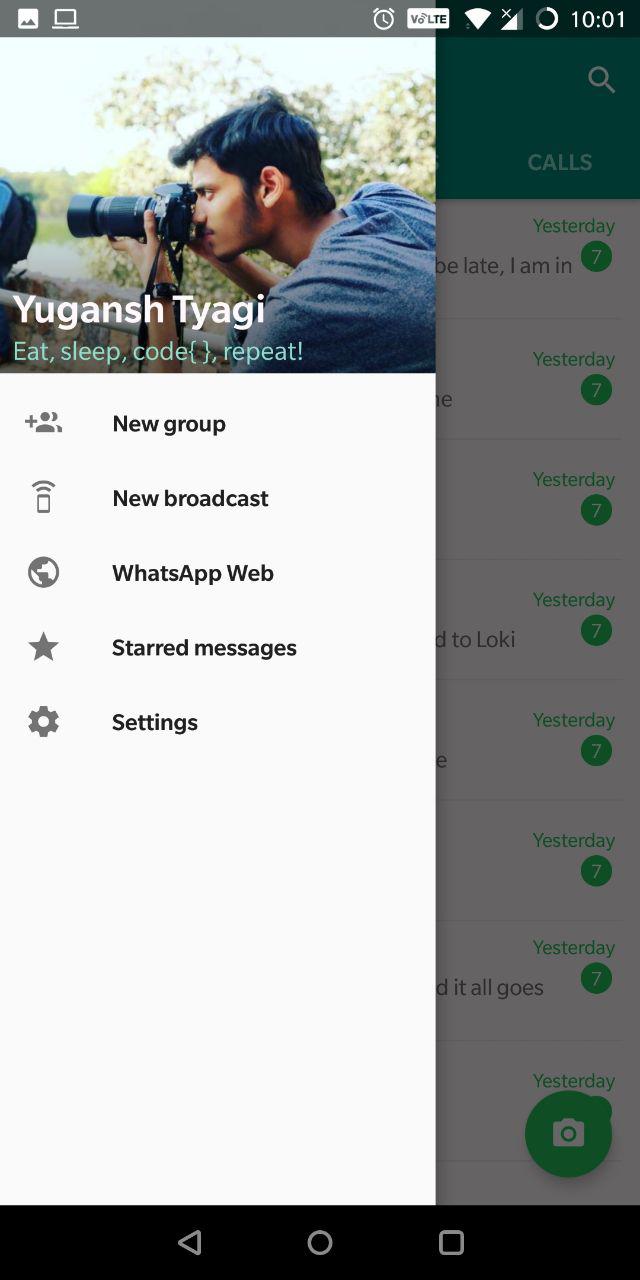 VoLTE 10:01
CALLS
Yugansh Tyagi
Eat, sleep, code{ }, repeat!
New group
New broadcast
WhatsApp Web
Starred messages
Settings
Yesterday
be late, I am in 7
Yesterday
7
Yesterday
7
Yesterday
d to Loki 7
Yesterday
7
Yesterday
7
Yesterday
d it all goes 7
Yesterday